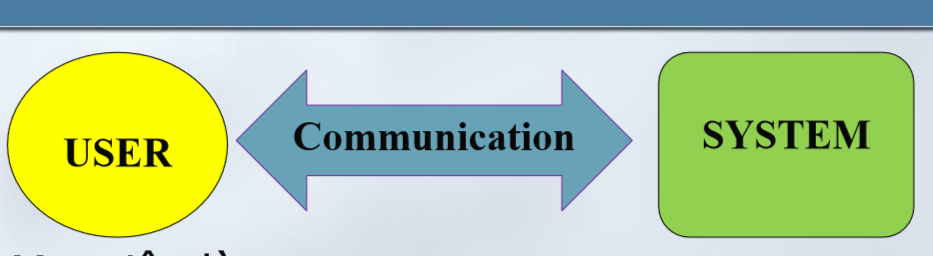 USER
Communication
SYSTEM